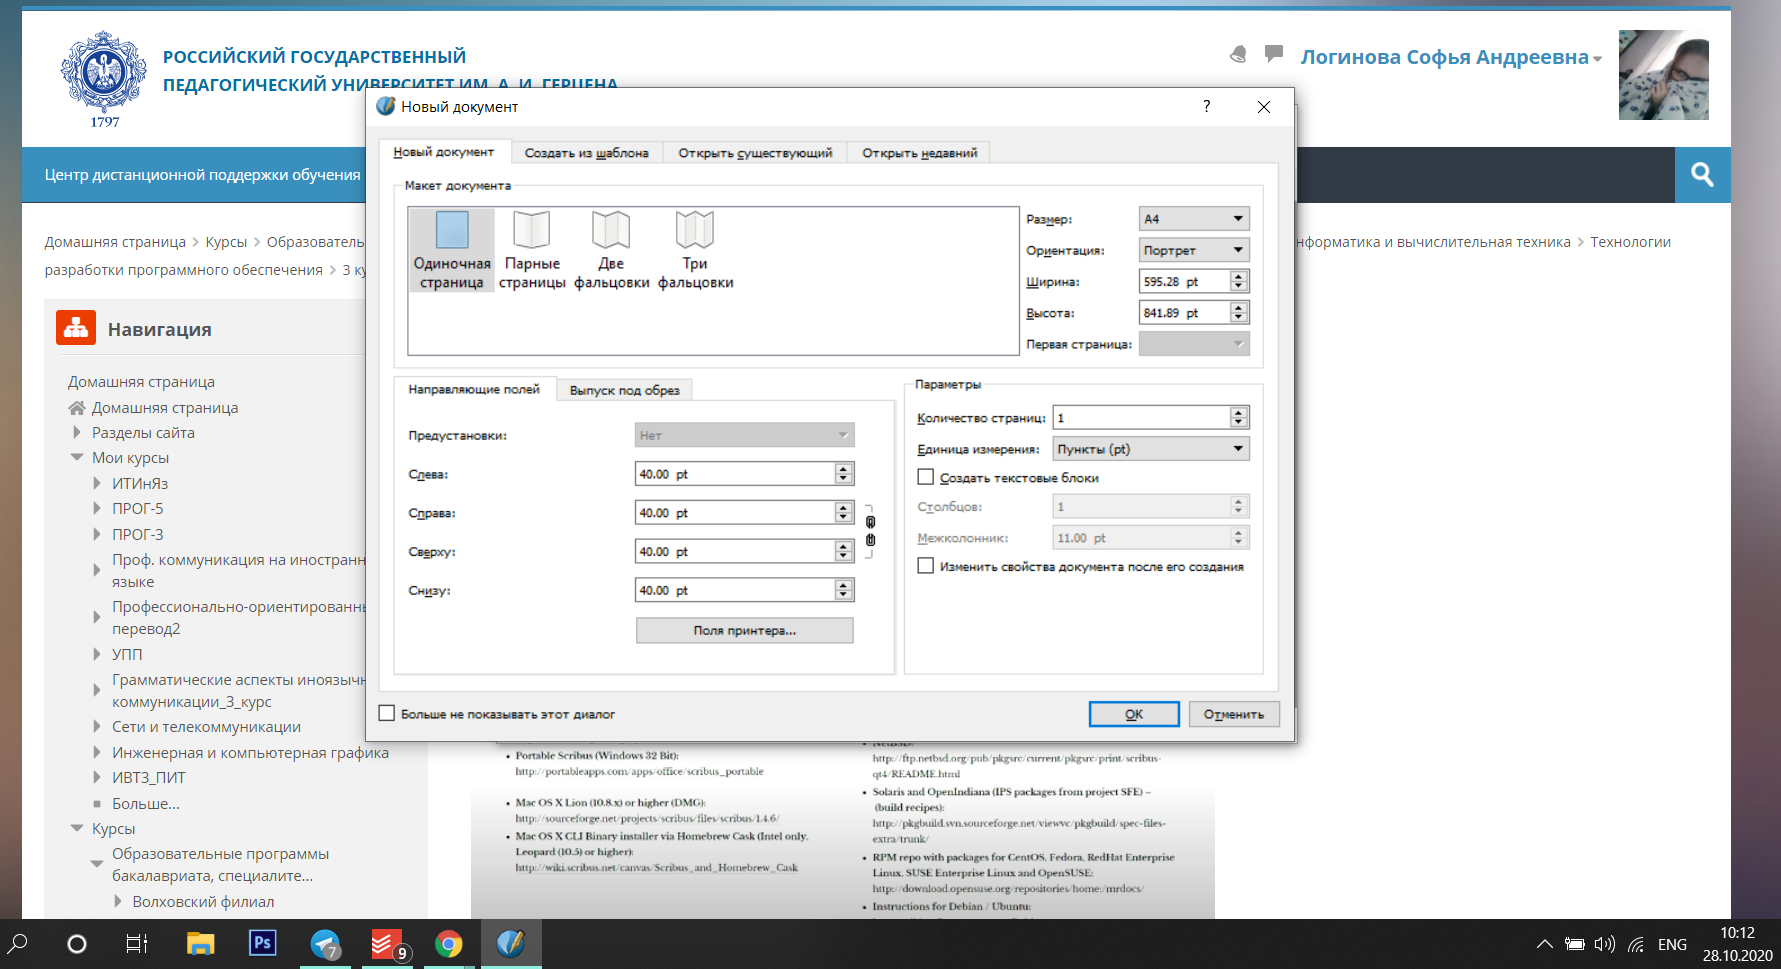 РОССИЙСКИЙ ГОСУДАРСТВЕННЫЙ
ПЕДАГОГИЧЕСКИЙ УНИВЕРСИТЕТ ИМ. А. И. ГЕРЦЕНА
1797
Логинова Софья Андреевна
Центр дистанционной поддержки обучения
Домашняя страница
Курсы
Образователь
нформатика и вычислительная техника
Технологии
разработки программного обеспечения
3 ку
Навигация
Домашняя страница
Домашняя страница
Разделы сайта
Мои курсы
ИТИнЯз
ПРОГ-5
ПРОГ-3
Проф. коммуникация на иностранн
языке
Профессионально-ориентированнь
перевод2
УПП
Грамматические аспекты иноязычн
коммуникации_3_курс
Сети и телекоммуникации
Инженерная и компьютерная графика
ИВТ3_ПИТ
Больше...
Курсы
Образовательные программы
бакалавриата, специалите...
Волховский филиал
Новый документ
?
Новый документ
Создать из шаблона
Открыть существующий
Открыть недавний
Макет документа
Одиночная
страница
Парные
страницы
Две
фальцовки
Три
фальцовки
Размер:
A4
Ориентация:
Портрет
Ширина:
595.28 pt
Высота:
841.89 pt
Первая страница:
Направляющие полей
Выпуск под обрез
Предустановки:
Нет
Слева:
40.00 pt
Справа:
40.00 pt
Сверху:
40.00 pt
Снизу:
40.00 pt
Поля принтера...
Параметры
Количество страниц:
1
Единица измерения:
Пункты (pt)
Создать текстовые блоки
Столбцов:
1
Межколонник:
11.00 pt
Изменить свойства документа после его создания
Больше не показывать этот диалог
OK
Отменить
Portable Scribus (Windows 32 Bit):
http://portableapps.com/apps/office/scribus_portable
Mac OS X Lion (10.8.x) or higher (DMG):
http://sourceforge.net/projects/scribus/files/scribus/1.4.6/
Mac OS X CLI Binary installer via Homebrew Cask (Intel only,
Leopard (10.5) or higher):
http://wiki.scribus.net/canvas/Scribus_and_Homebrew_Cask
NetBSD:
http://ftp.netbsd.org/pub/pkgsrc/current/pkgsrc/print/scribus-
qt4/README.html
Solaris and OpenIndiana (IPS packages from project SFE) –
(build recipes):
http://pkgbuild.svn.sourceforge.net/viewvc/pkgbuild/spec-files-
extra/trunk/
RPM repo with packages for CentOS, Fedora, RedHat Enterprise
Linux, SUSE Enterprise Linux and OpenSUSE:
http://download.opensuse.org/repositories/home:/mrdocs/
Instructions for Debian / Ubuntu:
Ps
7
9
ENG
10:12
28.10.2020